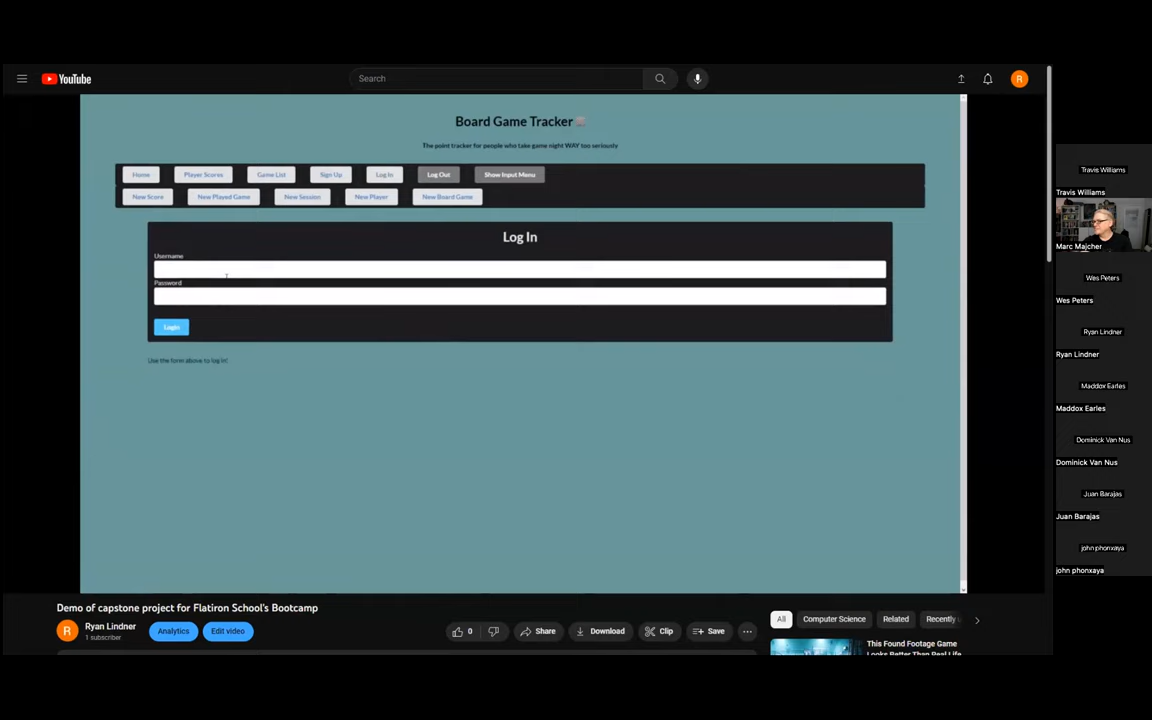 YouTube
Search
R
Board Game Tracker
The point tracker for people who take game night WAY too seriously
Home Player Scores Game List Sign Up Log In Log Out Show Input Menu
New Score New Played Game New Session New Player New Board Game
Log In
Username
Password
Login
Use the form above to log in!
Demo of capstone project for Flatiron School's Bootcamp
R
Ryan Lindner
1 subscriber
Analytics
Edit video
0
Share
Download
Clip
Save
All
Computer Science
Related
Recently
This Found Footage Game
Looks Better Than Real Life
Travis Williams
Travis Williams
Marc Majcher
Wes Peters
Wes Peters
Ryan Lindner
Ryan Lindner
Maddox Earles
Maddox Earles
Dominick Van Nus
Dominick Van Nus
Juan Barajas
Juan Barajas
john phonxaya
john phonxaya